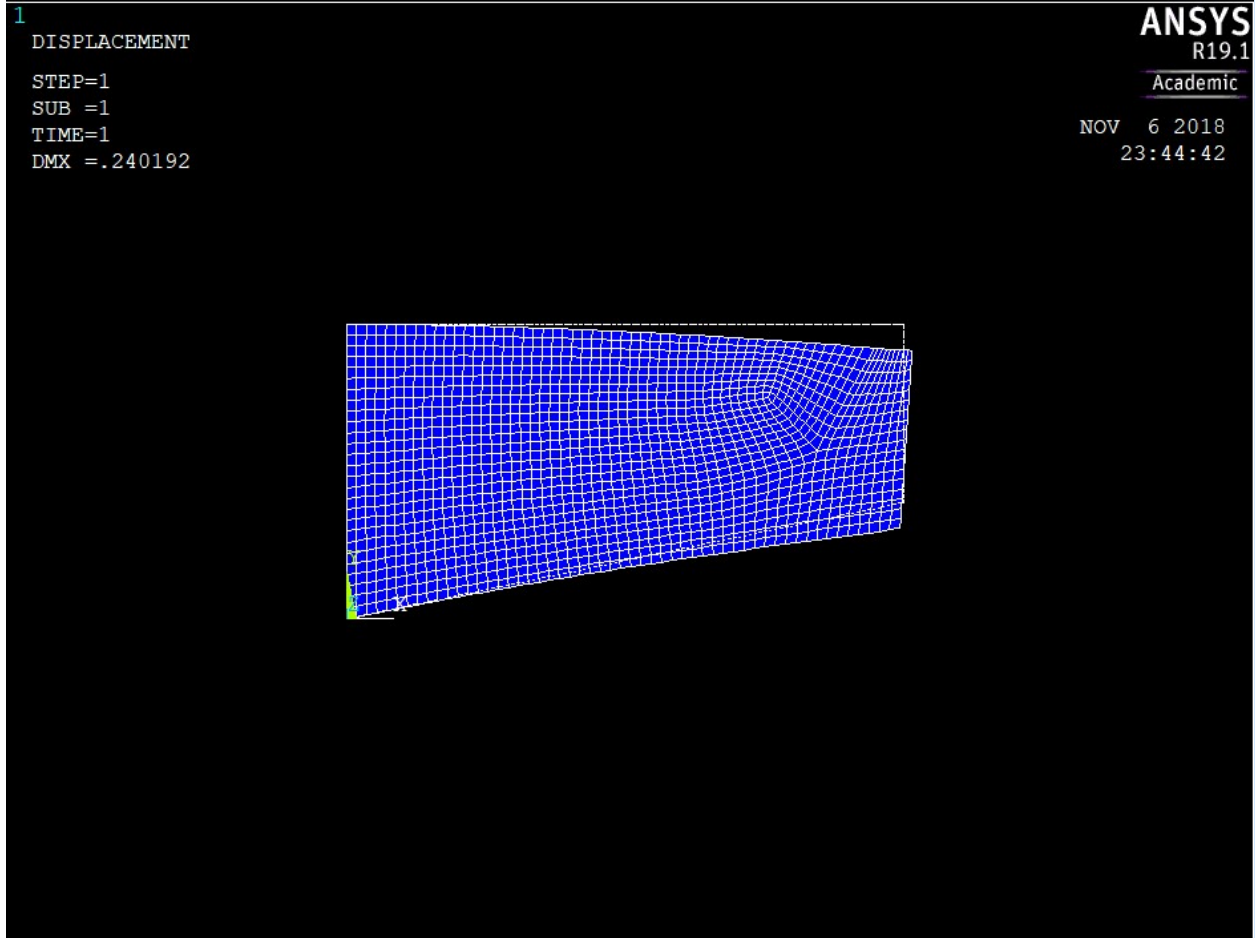 1
DISPLACEMENT
STEP=1
SUB =1
TIME=1
DMX =.240192
ANSYS
R19.1
Academic
NOV  6 2018
23:44:42
Y
Z
X